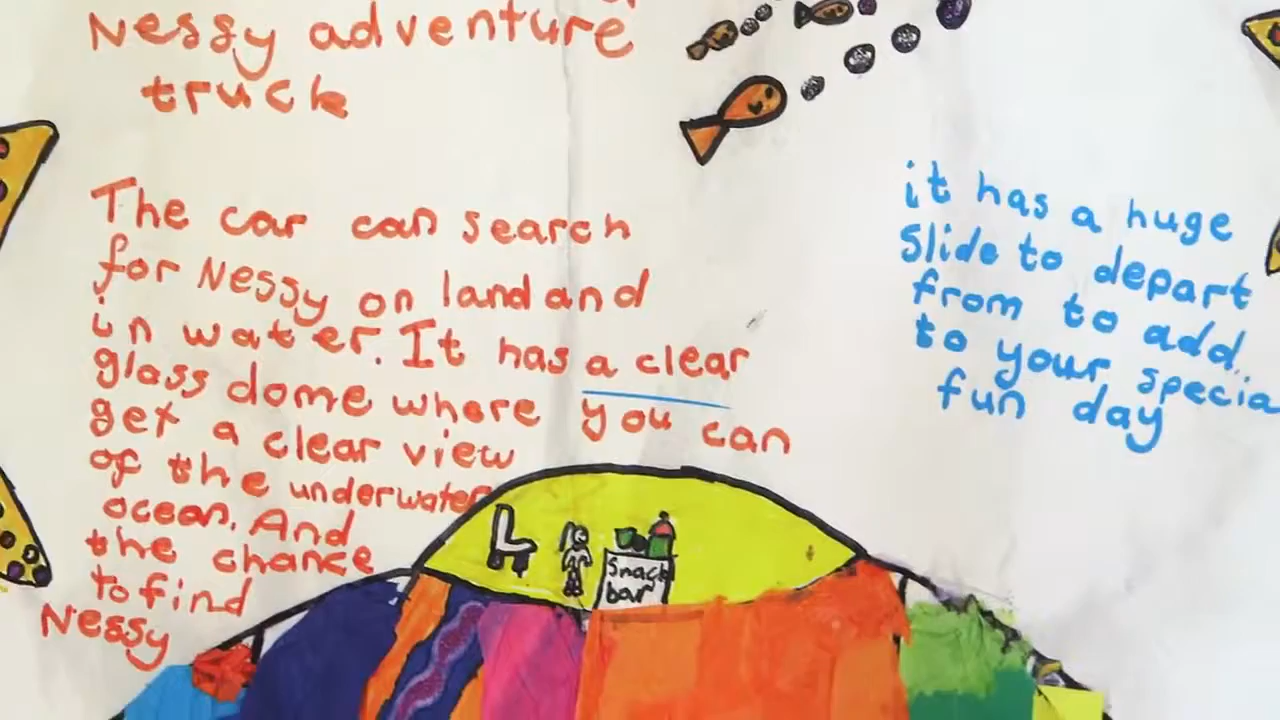 Nessy adventure
truck
The car can search
for Nessy on land and
in water. It has a clear
glass dome where you can
get a clear view
of the underwater
ocean. And
the chance
to find
Nessy
it has a huge
Slide to depart
from to add
to your specia
fun day
Snack
bar